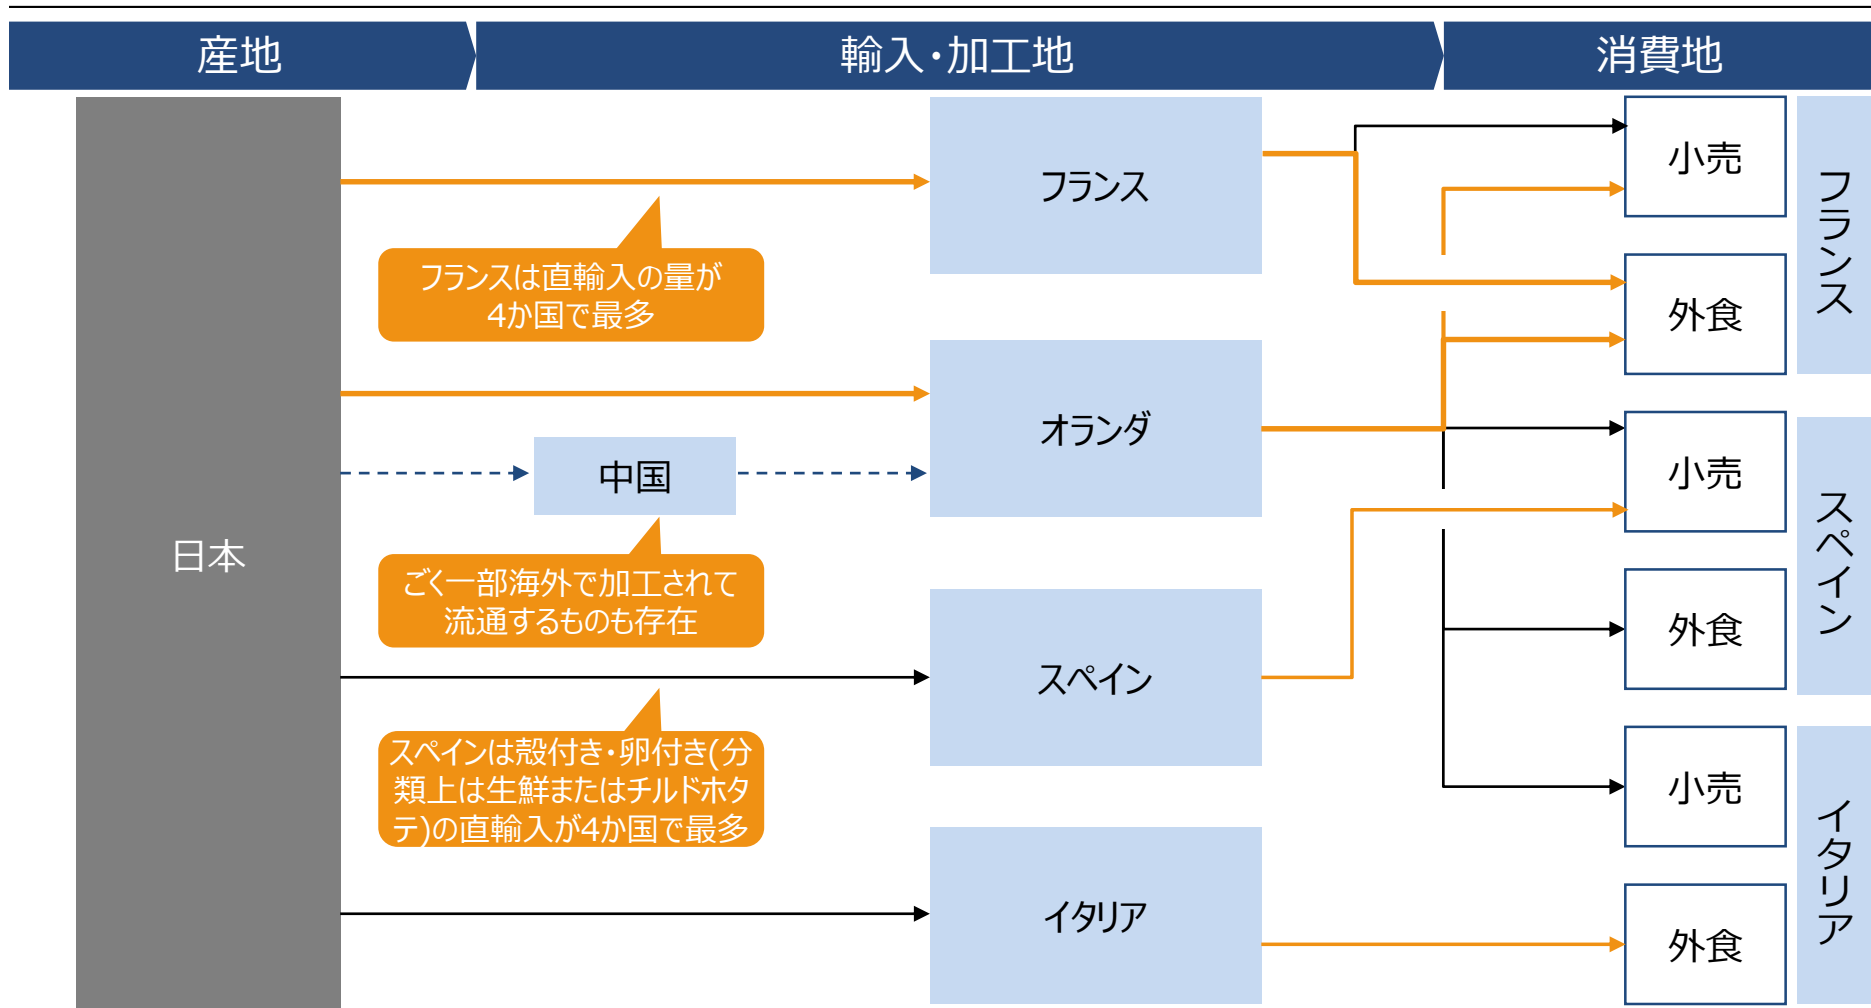 産地
輸入・加工地
消費地
日本
フランス
オランダ
中国
スペイン
イタリア
フランスは直輸入の量が
4か国で最多
ごく一部海外で加工されて
流通するものも存在
スペインは殻付き・卵付き(分
類上は生鮮またはチルドホタ
テ)の直輸入が4か国で最多
小売
外食
フランス
小売
外食
スペイン
小売
外食
イタリア